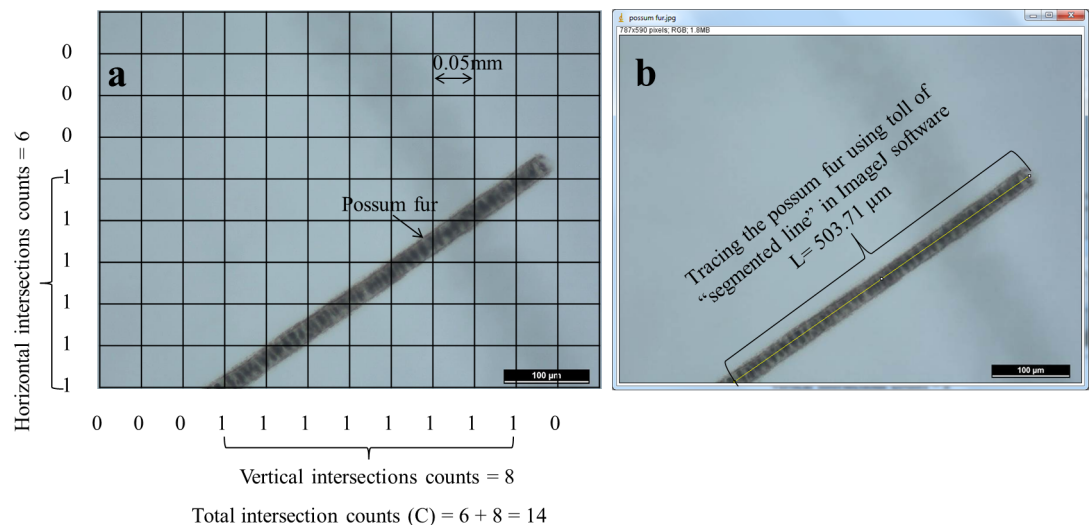 a
0.05mm
Possum fur
100 µm
0
0
0
1
1
1
1
1
1
Horizontal intersections counts = 6
0 0 0 1 1 1 1 1 1 1 1 0
Vertical intersections counts = 8
Total intersection counts (C) = 6 + 8 = 14
possum fur.jpg
787x590 pixels; RGB; 1.8MB
b
Tracing the possum fur using toll of
“segmented line” in ImageJ software
L= 503.71 µm
100 µm